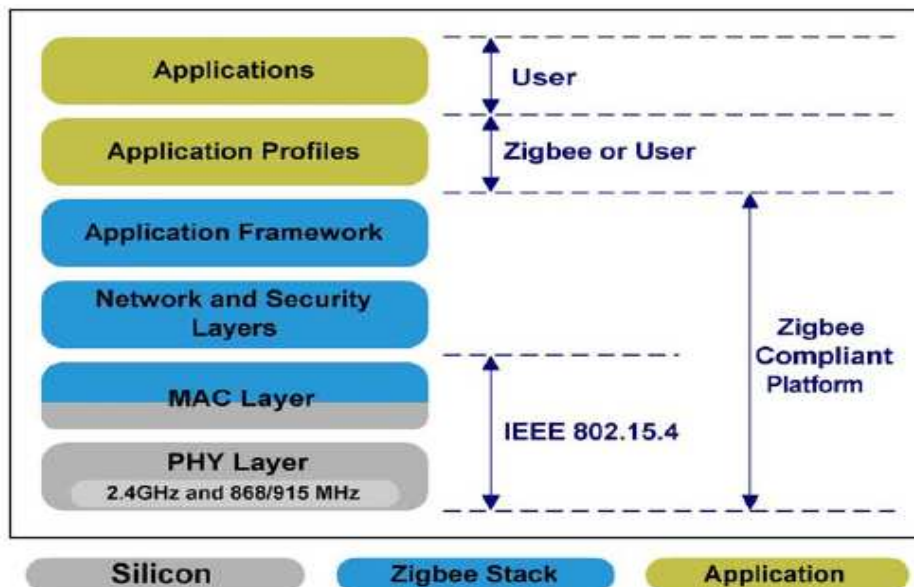 Applications
User
Application Profiles
Zigbee or User
Application Framework
Network and Security
Layers
Zigbee
Compliant
Platform
MAC Layer
IEEE 802.15.4
PHY Layer
2.4GHz and 868/915 MHz
Silicon
Zigbee Stack
Application